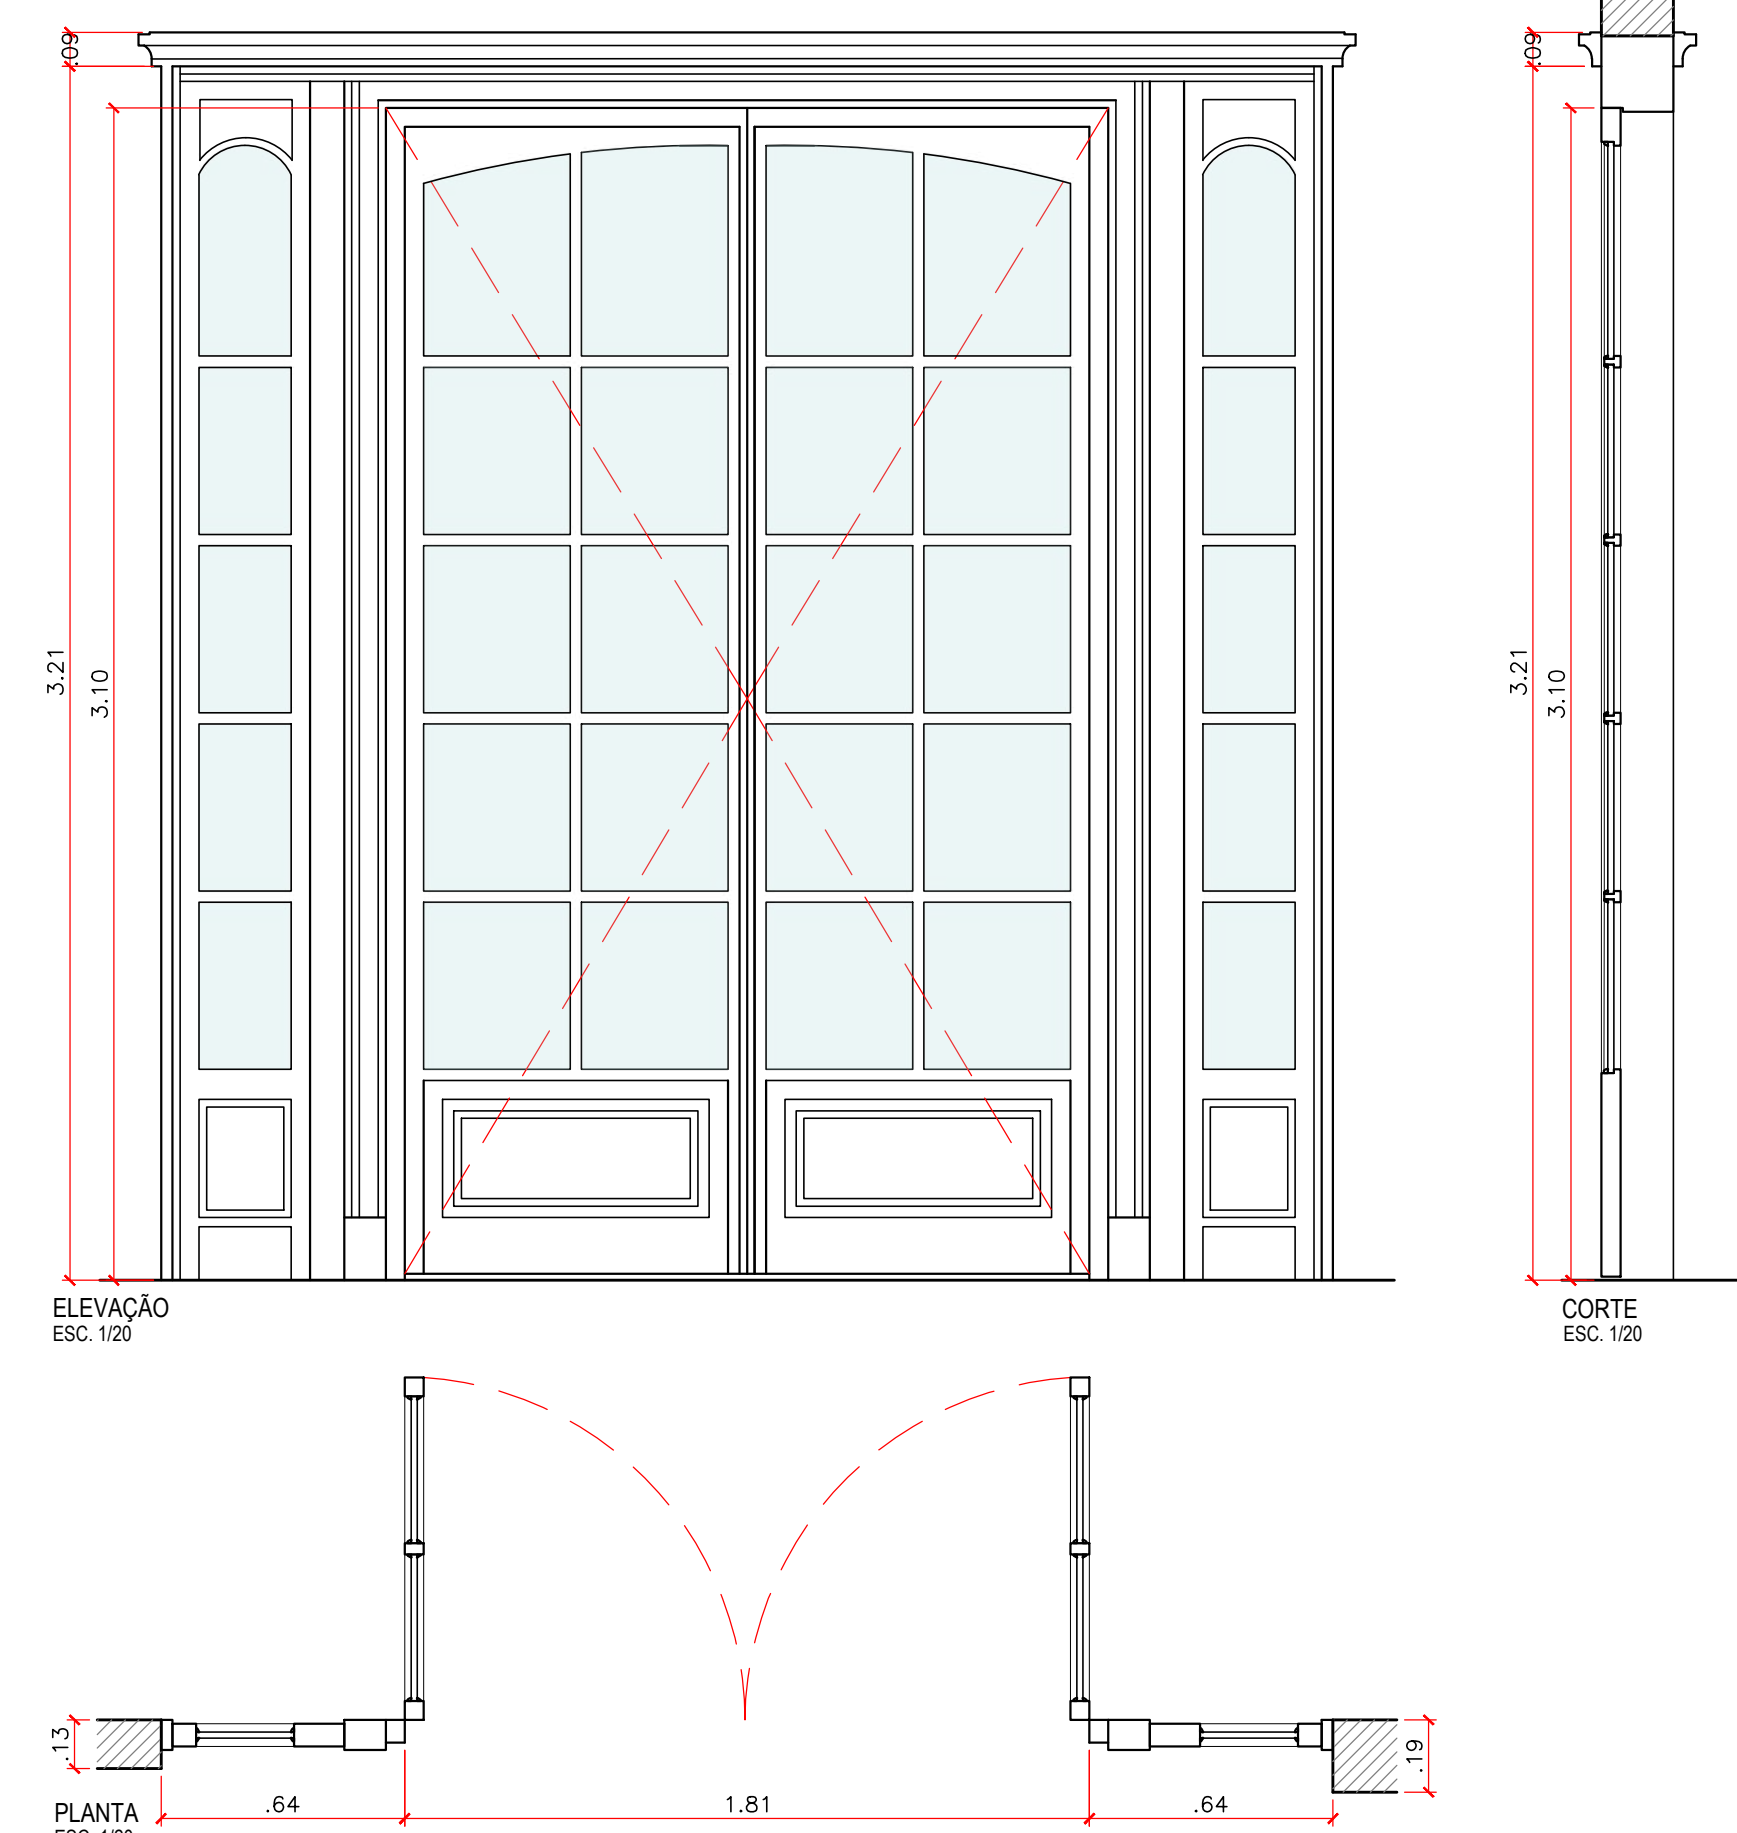 .09
3.21
3.10
ELEVAÇÃO
ESC. 1/20
.09
3.21
3.10
CORTE
ESC. 1/20
.13
.64
1.81
.64
.19
PLANTA